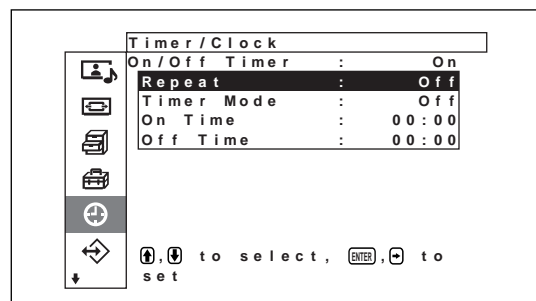 Timer/Clock
On/Off Timer : On
Repeat : Off
Timer Mode : Off
On Time : 00:00
Off Time : 00:00
↑,↓ to select, ENTER,→ to
set